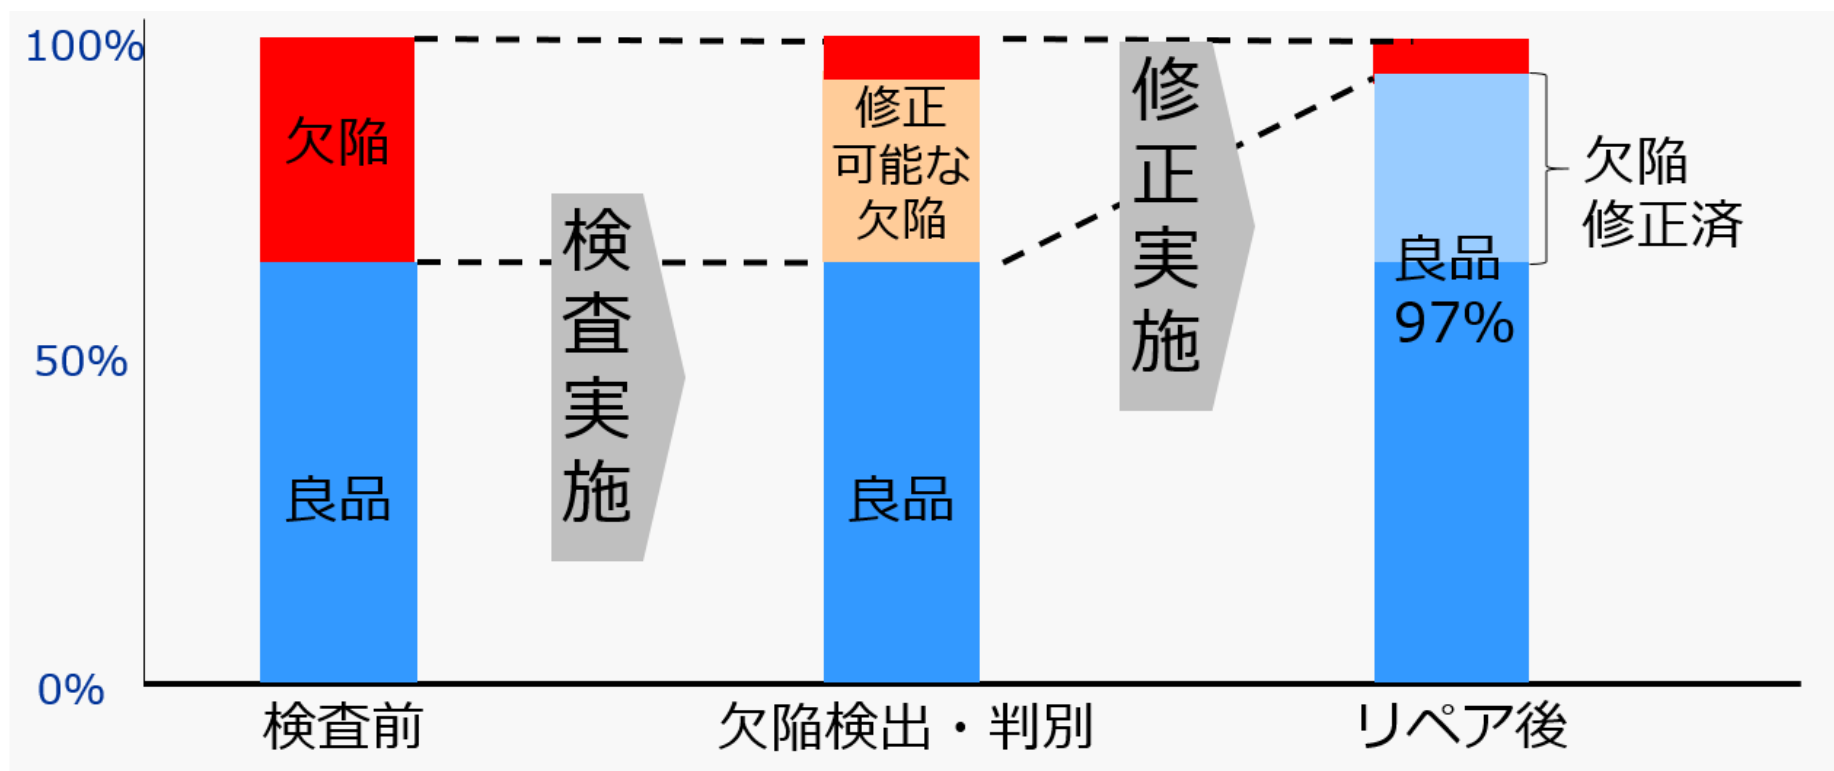 100%
50%
0%
欠陥
良品
検査実施
修正
可能な
欠陥
良品
修正実施
良品
97%
欠陥
修正済
検査前
欠陥検出・判別
リペア後